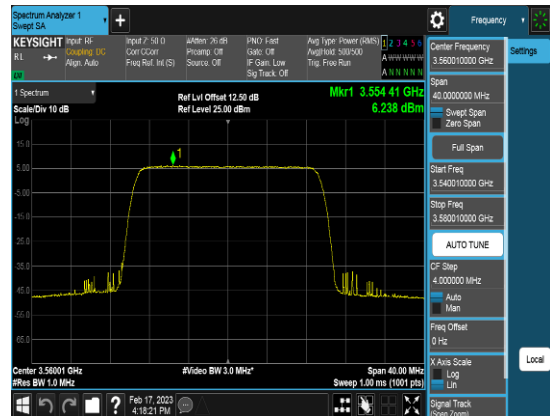 Spectrum Analyzer 1
Swept SA
+
Frequency
KEYSIGHT
Input: RF
Coupling: DC
Align: Auto
Input Z: 50 Ω
Corr CCorr
Freq Ref: Int (S)
#Atten: 26 dB
Preamp: Off
Source: Off
PNO: Fast
Gate: Off
IF Gain: Low
Sig Track: Off
Avg Type: Power (RMS)
Avg|Hold: 500/500
Trig: Free Run
1 2 3 4 5 6
A W W W W W
A N N N N N
RL
1 Spectrum
Scale/Div 10 dB
Log
Ref Lvl Offset 12.50 dB
Ref Level 25.00 dBm
Mkr1 3.554 41 GHz
6.238 dBm
1
15.0
5.00
-5.00
-15.0
-25.0
-35.0
-45.0
-55.0
-65.0
Center 3.56001 GHz
#Res BW 1.0 MHz
#Video BW 3.0 MHz*
Span 40.00 MHz
Sweep 1.00 ms (1001 pts)
Feb 17, 2023
4:18:21 PM
Center Frequency
3.560010000 GHz
Span
40.0000000 MHz
Swept Span
Zero Span
Full Span
Start Freq
3.540010000 GHz
Stop Freq
3.580010000 GHz
AUTO TUNE
CF Step
4.000000 MHz
Auto
Man
Freq Offset
0 Hz
X Axis Scale
Log
Lin
Signal Track
(Span Zoom)
Settings
Local